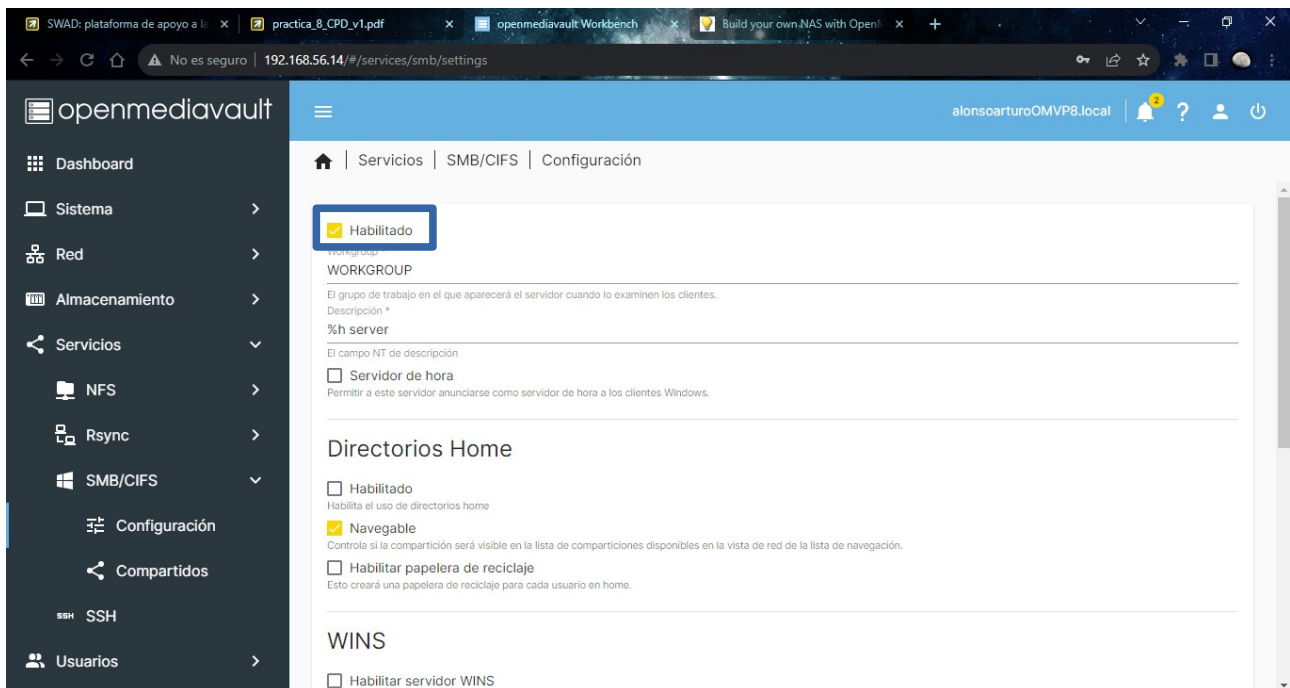 SWAD: plataforma de apoyo a la
practica_8_CPD_v1.pdf
openmediavault Workbench
Build your own NAS with Open
No es seguro | 192.168.56.14/#/services/smb/settings
openmediavault
alonsoarturoOMVP8.local
2
?
Dashboard
Sistema
Red
Almacenamiento
Servicios
NFS
Rsync
SMB/CIFS
Configuración
Compartidos
SSH SSH
Usuarios
| Servicios | SMB/CIFS | Configuración
Habilitado
Workgroup *
WORKGROUP
El grupo de trabajo en el que aparecerá el servidor cuando lo examinen los clientes.
Descripción *
%h server
El campo NT de descripción
Servidor de hora
Permitir a este servidor anunciarse como servidor de hora a los clientes Windows.
Directorios Home
Habilitado
Habilita el uso de directorios home
Navegable
Controla si la compartición será visible en la lista de comparticiones disponibles en la vista de red de la lista de navegación.
Habilitar papelera de reciclaje
Esto creará una papelera de reciclaje para cada usuario en home.
WINS
Habilitar servidor WINS